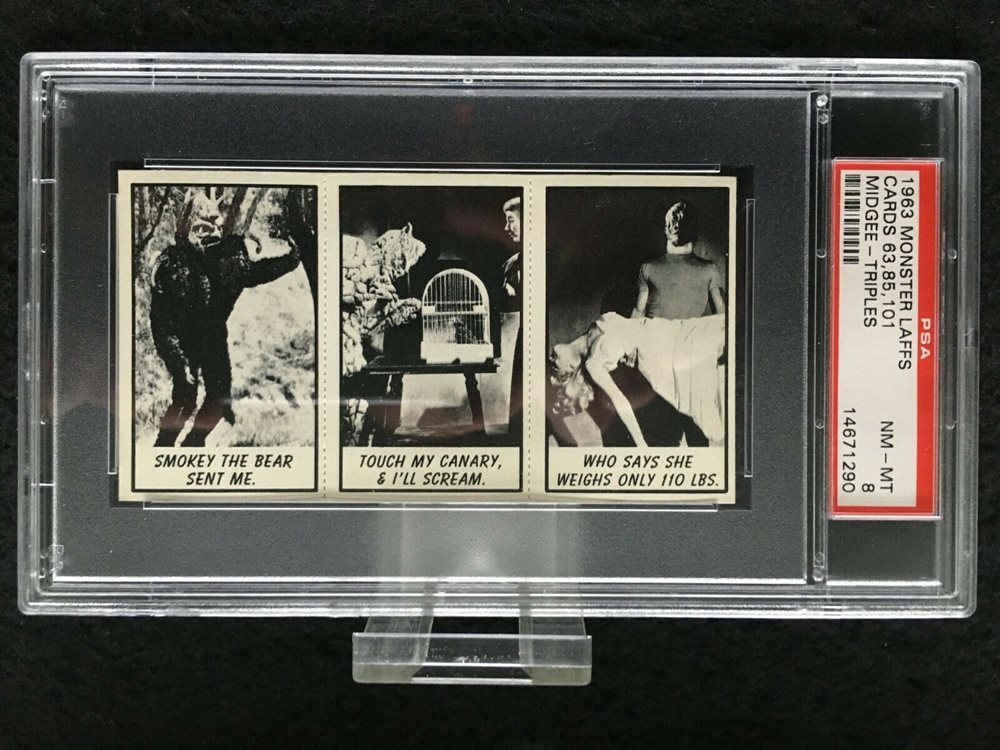 SMOKEY THE BEAR
SENT ME.
TOUCH MY CANARY,
& I'LL SCREAM.
WHO SAYS SHE
WEIGHS ONLY 110 LBS.
PSA
1963 MONSTER LAFFS
CARDS 63,85,101
MIDGEE-TRIPLES
NM-MT
8
14671290